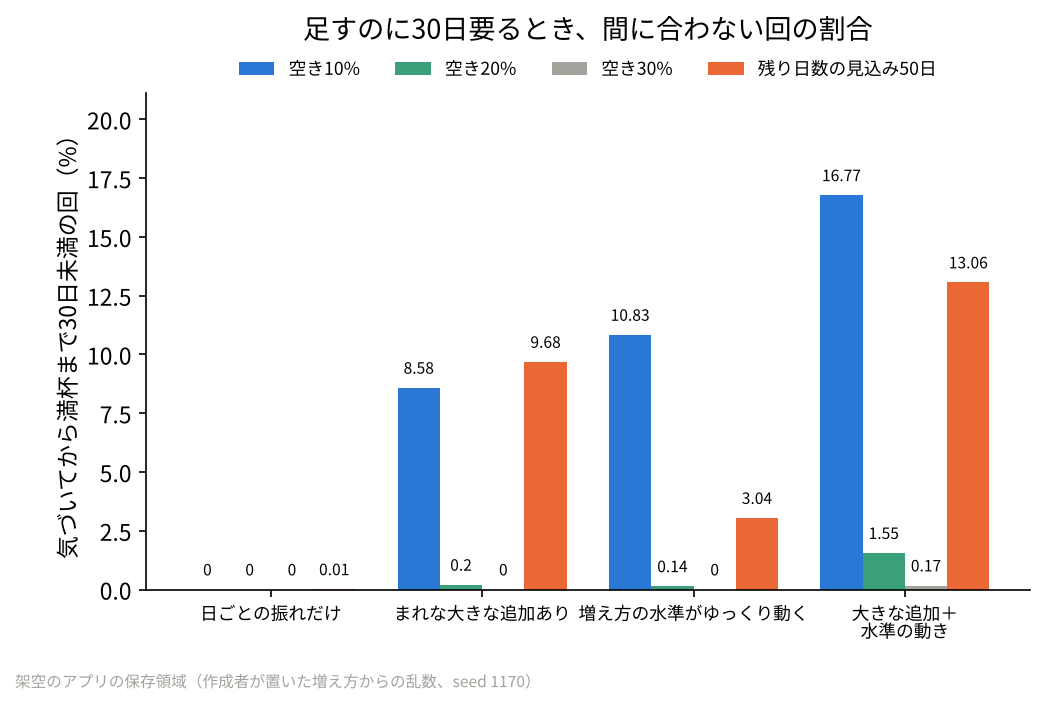 足すのに30日要るとき、間に合わない回の割合
空き10%
空き20%
空き30%
残り日数の見込み50日
気づいてから満杯まで30日未満の回（%）
20.0
17.5
15.0
12.5
10.0
7.5
5.0
2.5
0.0
0
0
0
0.01
8.58
0.2
0
9.68
10.83
0.14
0
3.04
16.77
1.55
0.17
13.06
日ごとの振れだけ
まれな大きな追加あり
増え方の水準がゆっくり動く
大きな追加＋
水準の動き
架空のアプリの保存領域（作成者が置いた増え方からの乱数、seed 1170）